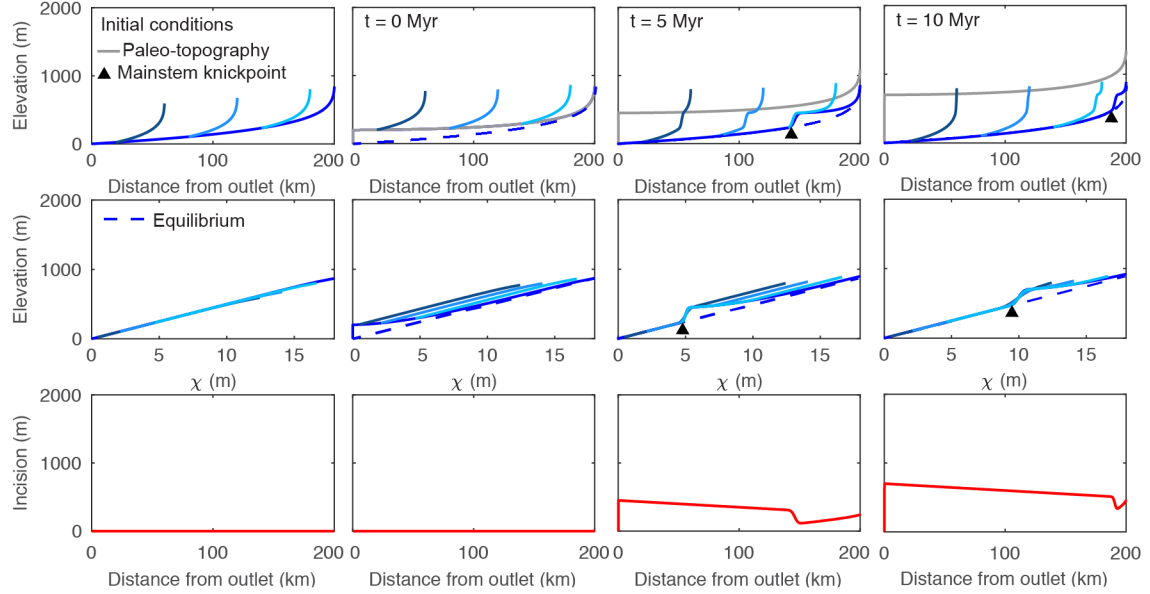 Initial conditions
Paleo-topography
Mainstem knickpoint
t = 0 Myr
t = 5 Myr
t = 10 Myr
Elevation (m)
2000
1000
0
0
100
200
Distance from outlet (km)
0
100
200
Distance from outlet (km)
0
100
200
Distance from outlet (km)
0
100
200
Distance from outlet (km)
Equilibrium
Elevation (m)
2000
1000
0
0
5
10
15
χ (m)
0
5
10
15
χ (m)
0
5
10
15
χ (m)
0
5
10
15
χ (m)
Incision (m)
2000
1000
0
0
100
200
Distance from outlet (km)
0
100
200
Distance from outlet (km)
0
100
200
Distance from outlet (km)
0
100
200
Distance from outlet (km)